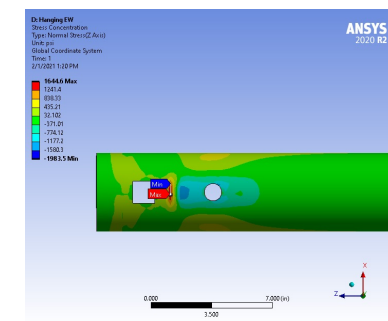 D: Hanging EW
Stress Concentration
Type: Normal Stress(Z Axis)
Unit: psi
Global Coordinate System
Time: 1
2/1/2021 1:20 PM
ANSYS
2020 R2
1644.6 Max
1241.4
838.33
435.21
32.102
-371.01
-774.12
-1177.2
-1580.3
-1983.5 Min
Min
Max
0.000
7.000 (in)
3.500
X
Z